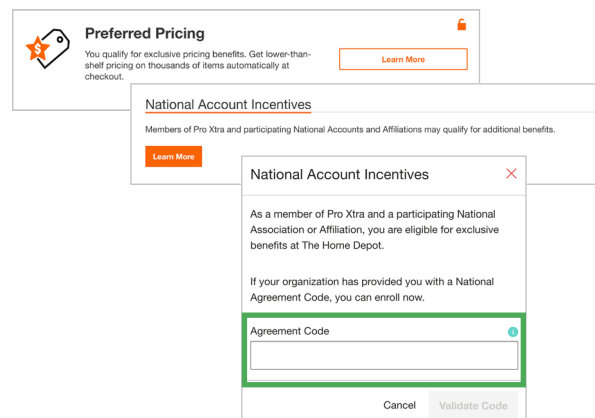 Preferred Pricing
You qualify for exclusive pricing benefits. Get lower-than-
shelf pricing on thousands of items automatically at
checkout.
Learn More
National Account Incentives
Members of Pro Xtra and participating National Accounts and Affiliations may qualify for additional benefits.
Learn More
National Account Incentives
As a member of Pro Xtra and a participating National
Association or Affiliation, you are eligible for exclusive
benefits at The Home Depot.
If your organization has provided you with a National
Agreement Code, you can enroll now.
Agreement Code
Cancel
Validate Code